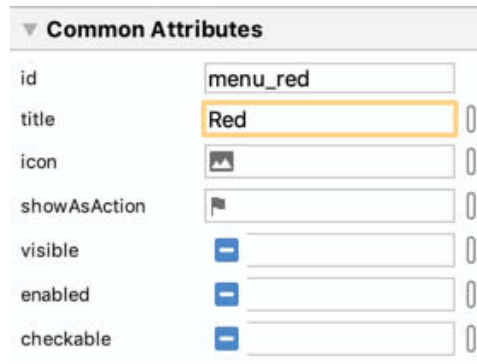 Common Attributes
id menu_red
title Red
icon
showAsAction
visible
enabled
checkable